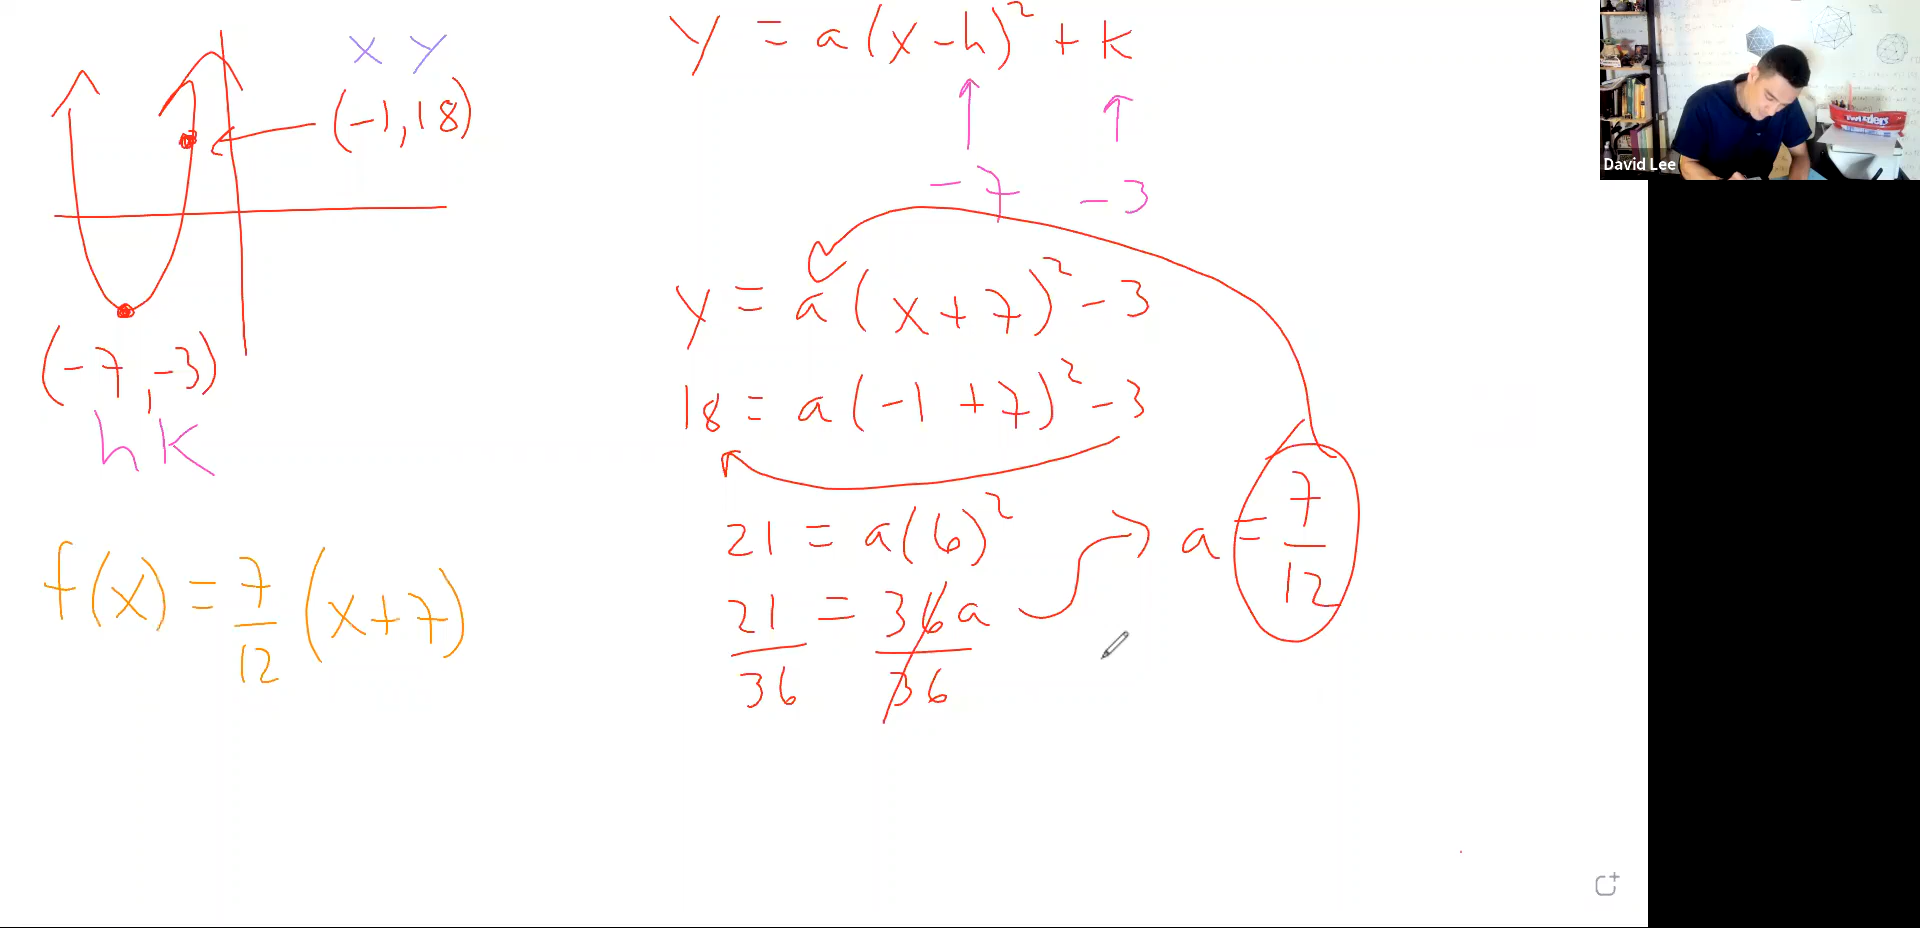 x y
(-1,18)
(-7,-3)
h k
f(x) = 7/12 (x+7)
y = a(x-h)² + k
-7 -3
y = a(x+7)² - 3
18 = a(-1+7)² - 3
21 = a(6)²
21/36 = 36a/36
a = 7/12
David Lee